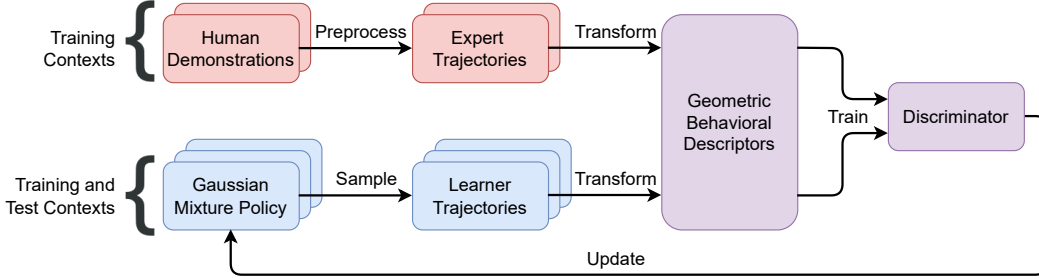 Training
Contexts
Human
Demonstrations
Preprocess
Expert
Trajectories
Transform
Geometric
Behavioral
Descriptors
Train
Discriminator
Training and
Test Contexts
Gaussian
Mixture Policy
Sample
Learner
Trajectories
Transform
Update